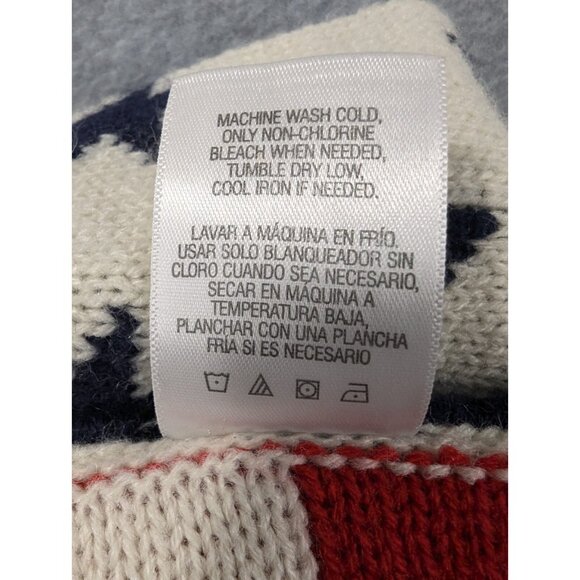 MACHINE WASH COLD,
ONLY NON-CHLORINE
BLEACH WHEN NEEDED,
TUMBLE DRY LOW,
COOL IRON IF NEEDED.
LAVAR A MÁQUINA EN FRÍO.
USAR SOLO BLANQUEADOR SIN
CLORO CUANDO SEA NECESARIO,
SECAR EN MÁQUINA A
TEMPERATURA BAJA,
PLANCHAR CON UNA PLANCHA
FRÍA SI ES NECESARIO